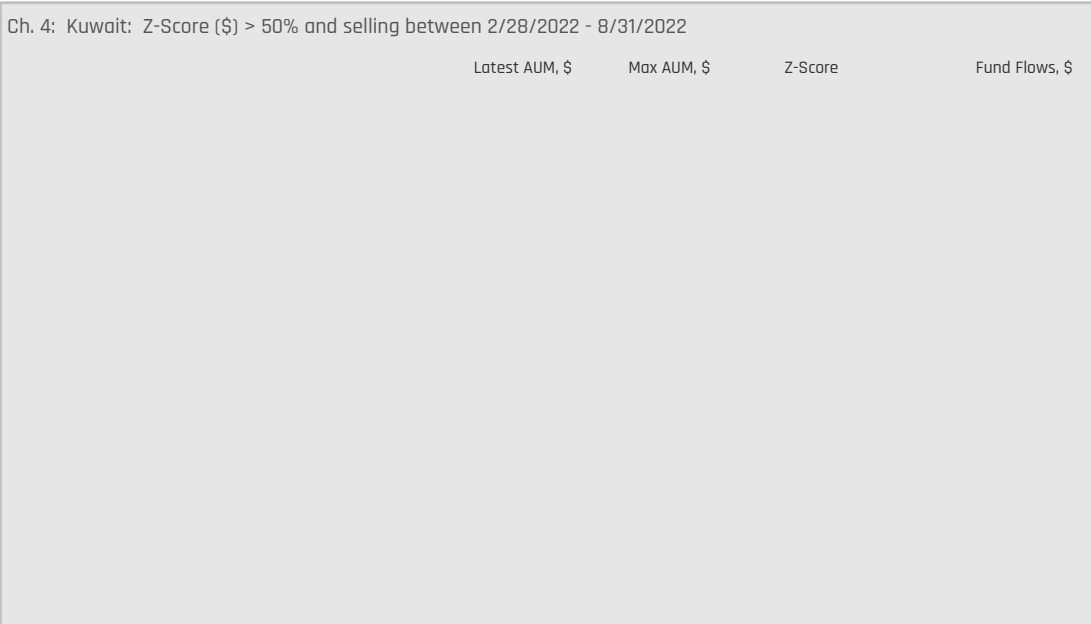 Ch. 4: Kuwait: Z-Score ($) > 50% and selling between 2/28/2022 - 8/31/2022
Latest AUM, $ Max AUM, $ Z-Score Fund Flows, $